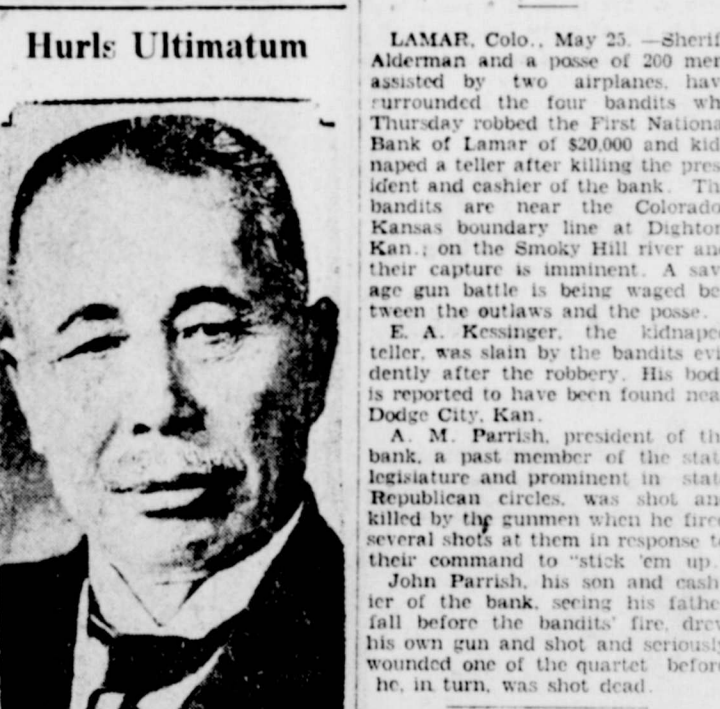 Hurls Ultimatum
LAMAR, Colo., May 25. —Sherif
Alderman and a posse of 200 men
assisted by two airplanes, hav
surrounded the four bandits wh
Thursday robbed the First Nationa
Bank of Lamar of $20,000 and kid
naped a teller after killing the pres
ident and cashier of the bank. Th
bandits are near the Colorado
Kansas boundary line at Dighton
Kan.; on the Smoky Hill river and
their capture is imminent. A sav
age gun battle is being waged be
tween the outlaws and the posse.
E. A. Kessinger, the kidnaped
teller, was slain by the bandits evi
dently after the robbery. His bod
is reported to have been found nea
Dodge City, Kan.
A. M. Parrish, president of th
bank, a past member of the stat
legislature and prominent in stat
Republican circles, was shot an
killed by the gunmen when he fire
several shots at them in response t
their command to "stick 'em up.
John Parrish, his son and cash
ier of the bank, seeing his fathe
fall before the bandits' fire, drew
his own gun and shot and seriously
wounded one of the quartet before
he, in turn, was shot dead.